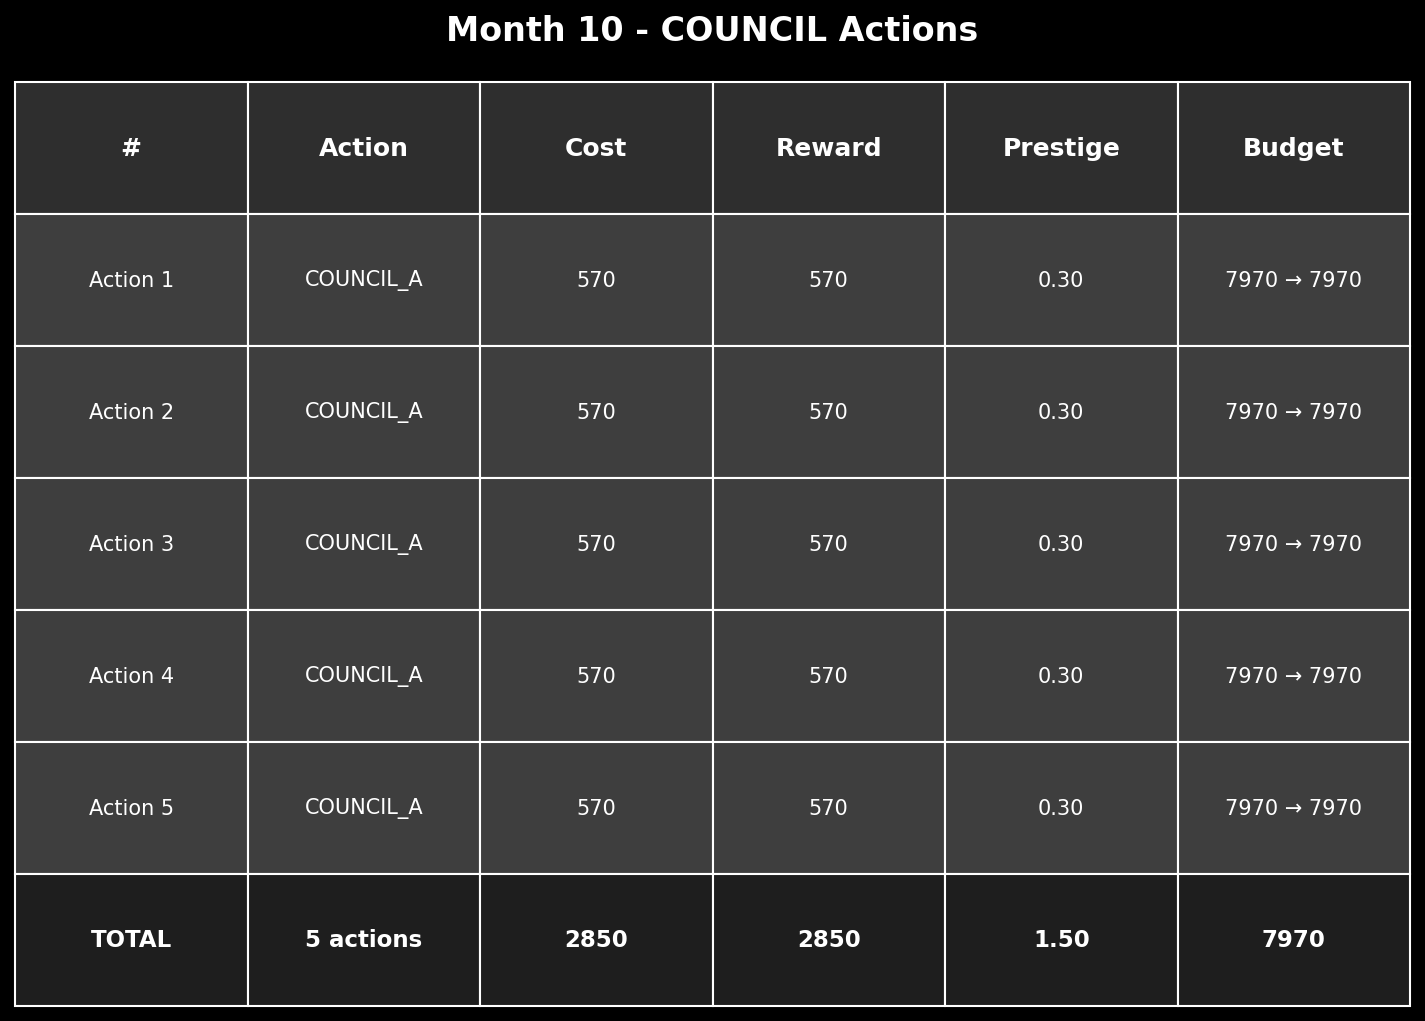 Month 10 - COUNCIL Actions
# Action Cost Reward Prestige Budget
Action 1 COUNCIL_A 570 570 0.30 7970 → 7970
Action 2 COUNCIL_A 570 570 0.30 7970 → 7970
Action 3 COUNCIL_A 570 570 0.30 7970 → 7970
Action 4 COUNCIL_A 570 570 0.30 7970 → 7970
Action 5 COUNCIL_A 570 570 0.30 7970 → 7970
TOTAL 5 actions 2850 2850 1.50 7970